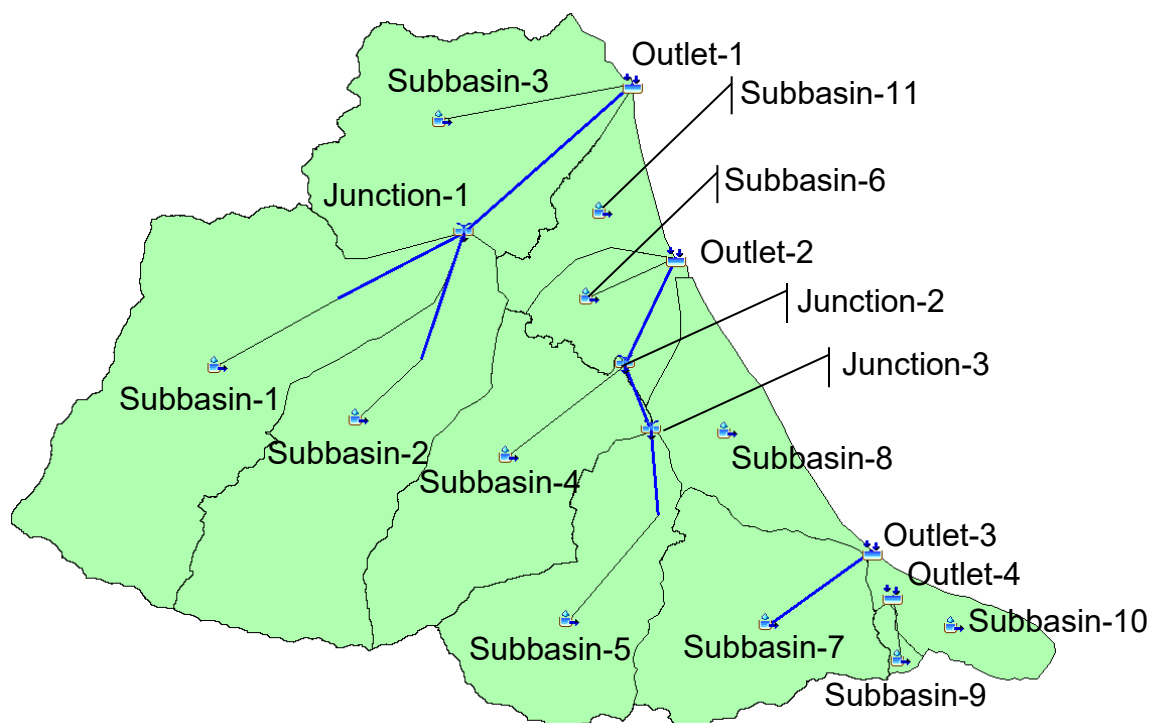 Outlet-1
Subbasin-3
Subbasin-11
Subbasin-6
Junction-1
Outlet-2
Junction-2
Junction-3
Subbasin-1
Subbasin-2
Subbasin-8
Subbasin-4
Outlet-3
Outlet-4
Subbasin-10
Subbasin-5
Subbasin-7
Subbasin-9